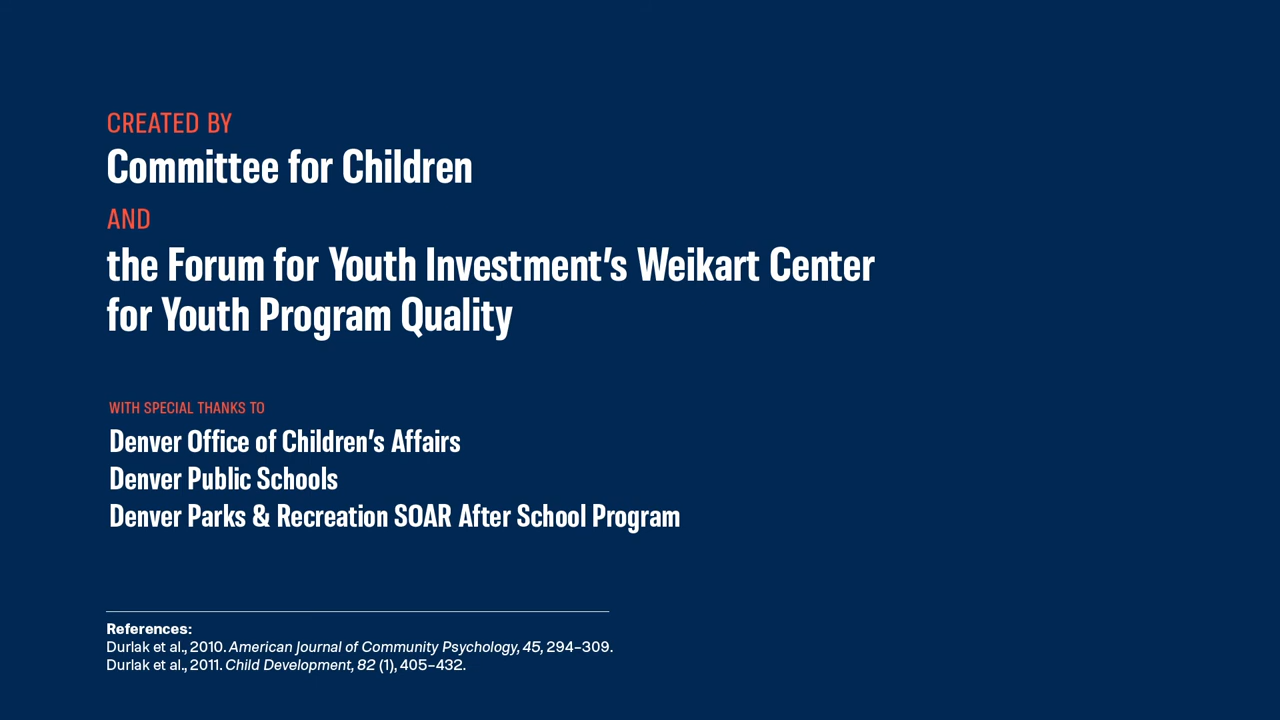 CREATED BY
Committee for Children
AND
the Forum for Youth Investment’s Weikart Center
for Youth Program Quality
WITH SPECIAL THANKS TO
Denver Office of Children’s Affairs
Denver Public Schools
Denver Parks & Recreation SOAR After School Program
References:
Durlak et al., 2010. American Journal of Community Psychology, 45, 294–309.
Durlak et al., 2011. Child Development, 82 (1), 405–432.